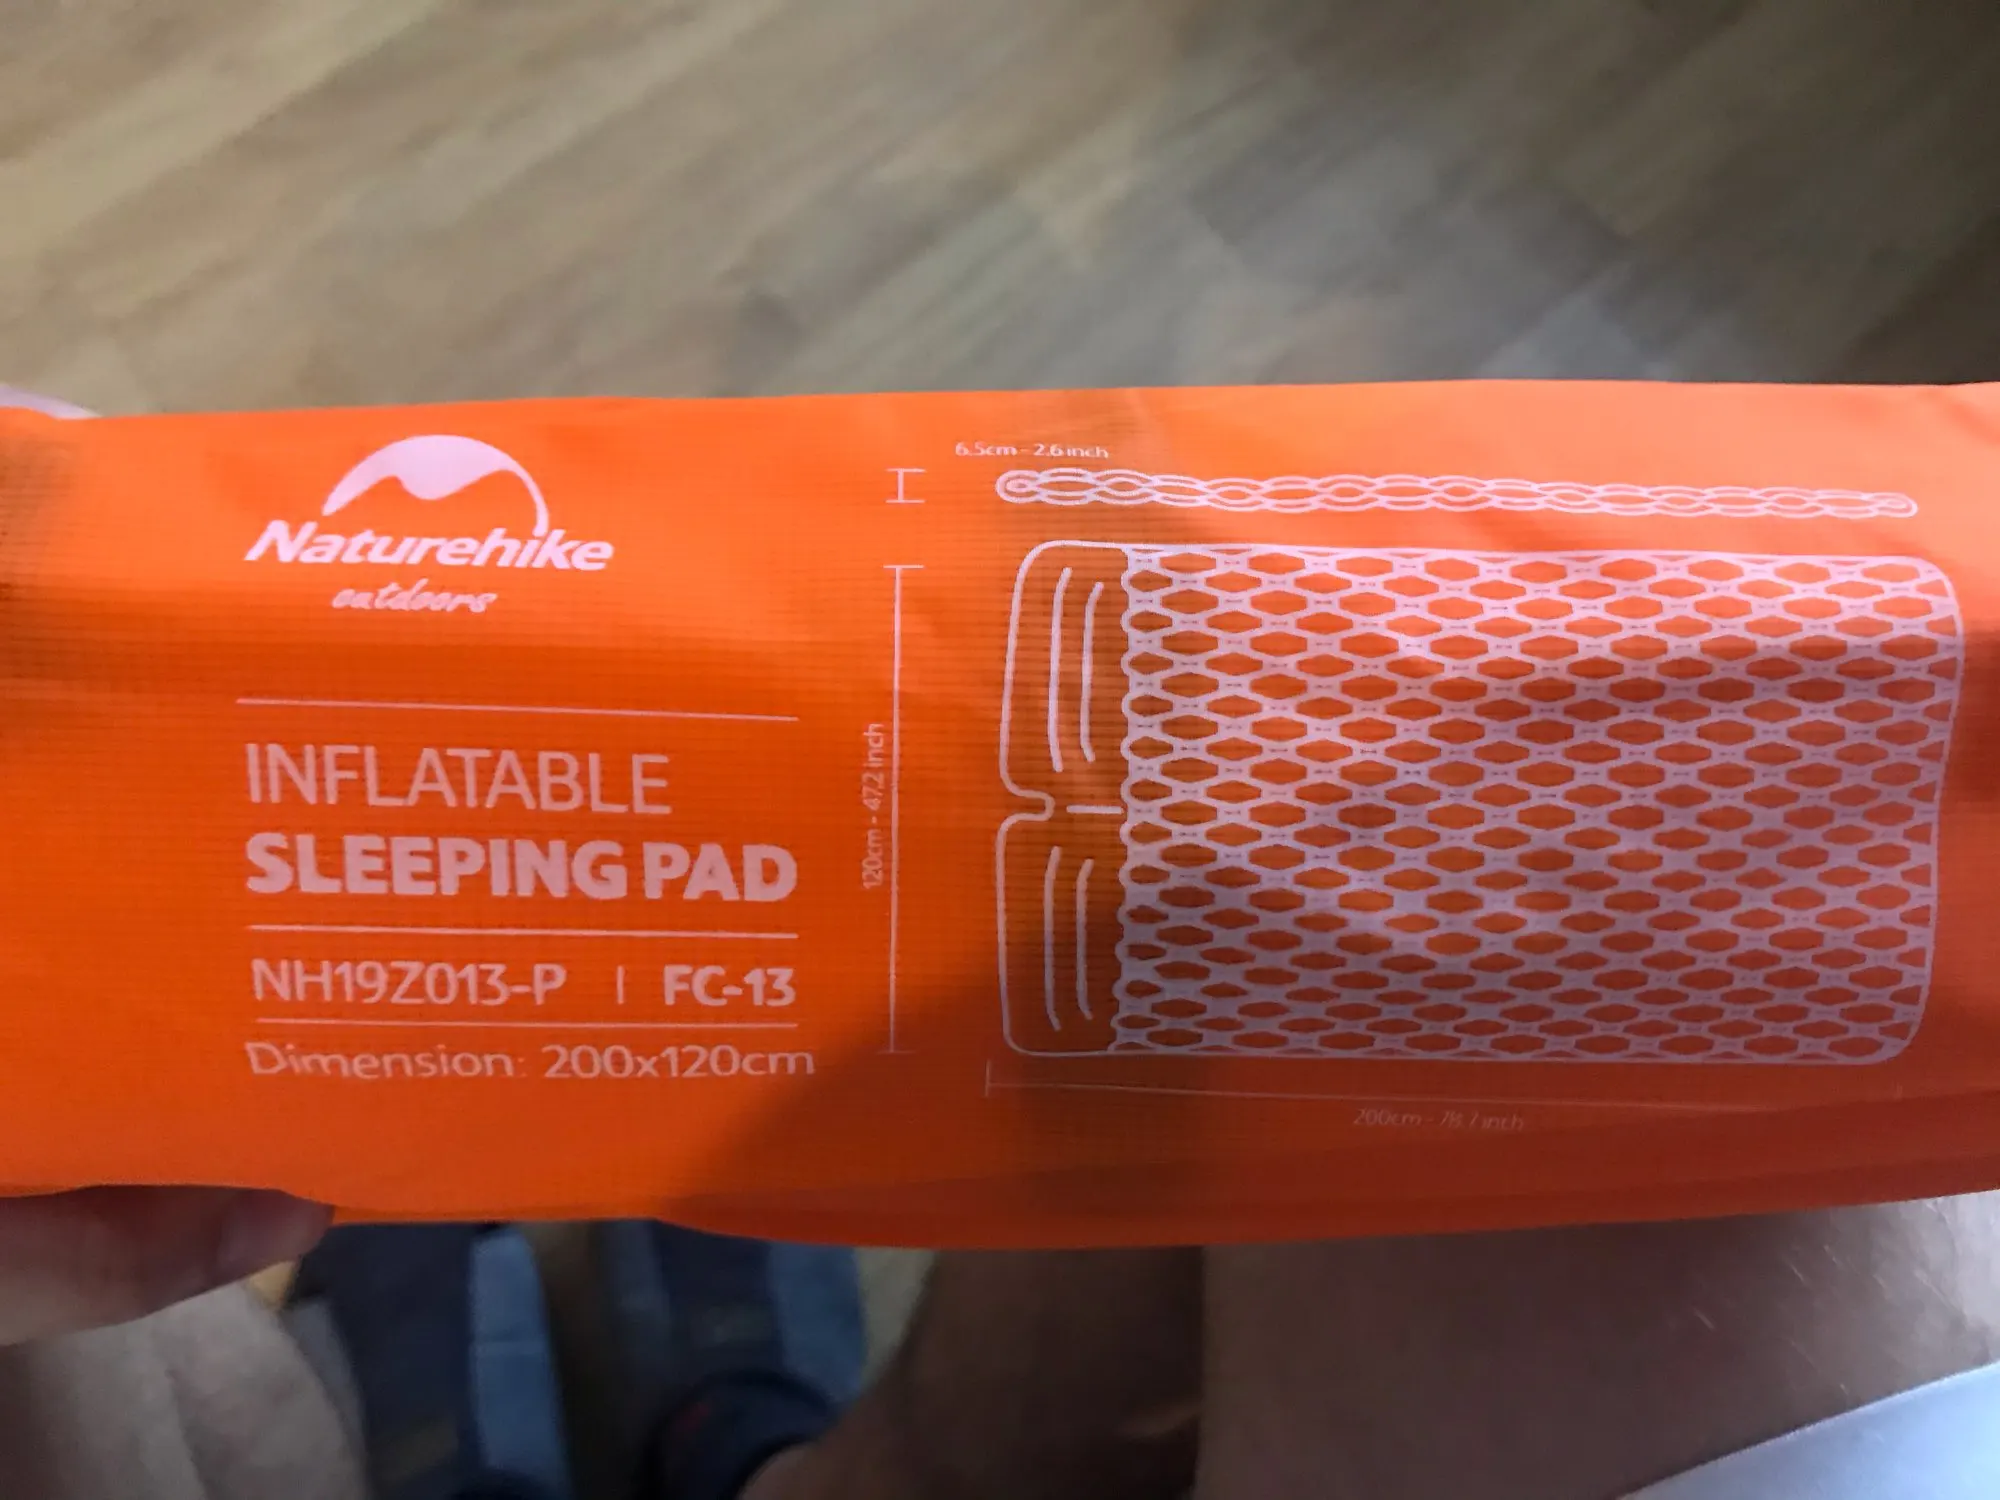 Naturehike
outdoors
INFLATABLE
SLEEPING PAD
NH19Z013-P | FC-13
Dimension: 200x120cm
6.5cm - 2.6 inch
120cm - 47.2 inch
200cm - 78.7 inch